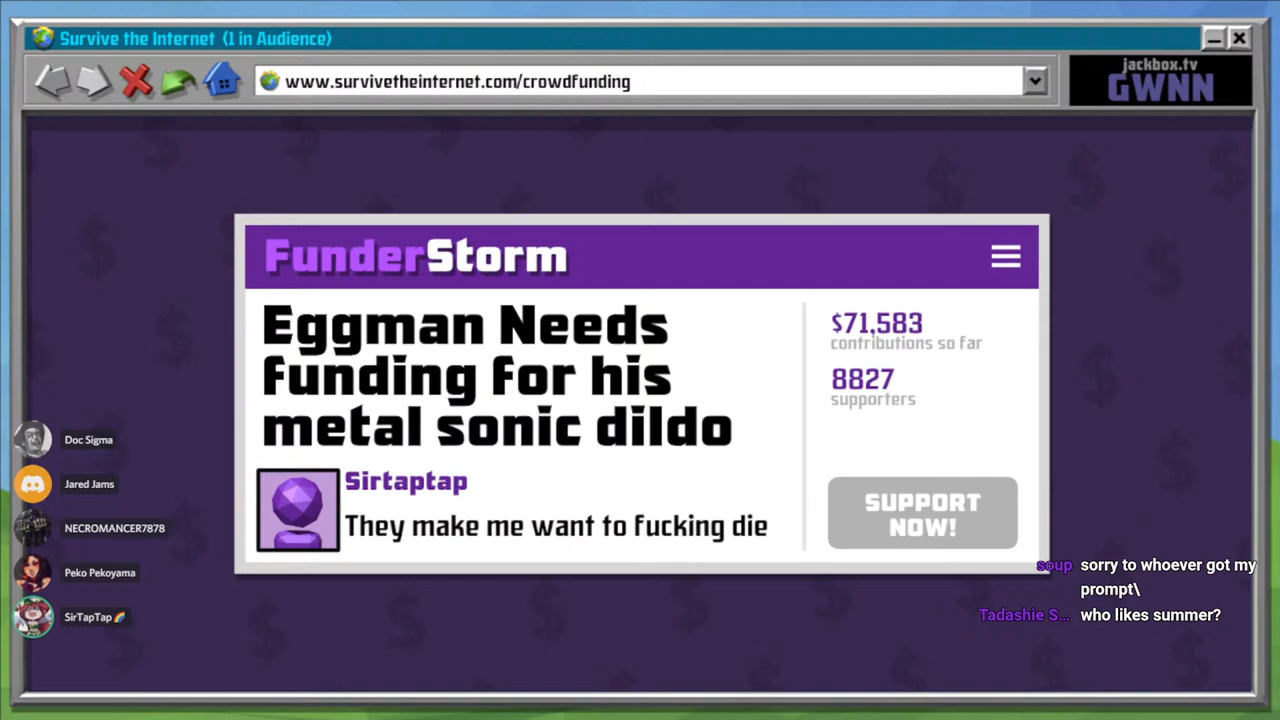 Survive the Internet (1 in Audience)
www.survivetheinternet.com/crowdfunding
jackbox.tv
GWNN
FunderStorm
Eggman Needs
funding for his
metal sonic dildo
$71,583
contributions so far
8827
supporters
Sirtaptap
They make me want to fucking die
SUPPORT
NOW!
Doc Sigma
Jared Jams
NECROMANCER7878
Peko Pekoyama
SirTapTap🌈
soup sorry to whoever got my
prompt\
Tadashie S... who likes summer?